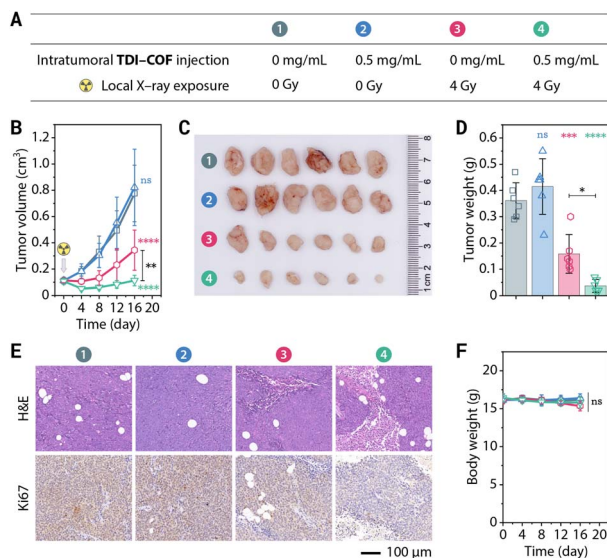 A
1 2 3 4
Intratumoral TDI–COF injection 0 mg/mL 0.5 mg/mL 0 mg/mL 0.5 mg/mL
Local X–ray exposure 0 Gy 0 Gy 4 Gy 4 Gy
B
Tumor volume (cm³)
1.2
1.0
0.8
0.6
0.4
0.2
0.0
ns
****
**
****
0 4 8 12 16 20
Time (day)
C
1
2
3
4
8
7
6
5
4
3
2
1 cm
D
Tumor weight (g)
0.6
0.5
0.4
0.3
0.2
0.1
0.0
ns *** ****
*
E
1 2 3 4
H&E
Ki67
100 μm
F
Body weight (g)
25
20
15
10
5
0
ns
0 4 8 12 16 20
Time (day)